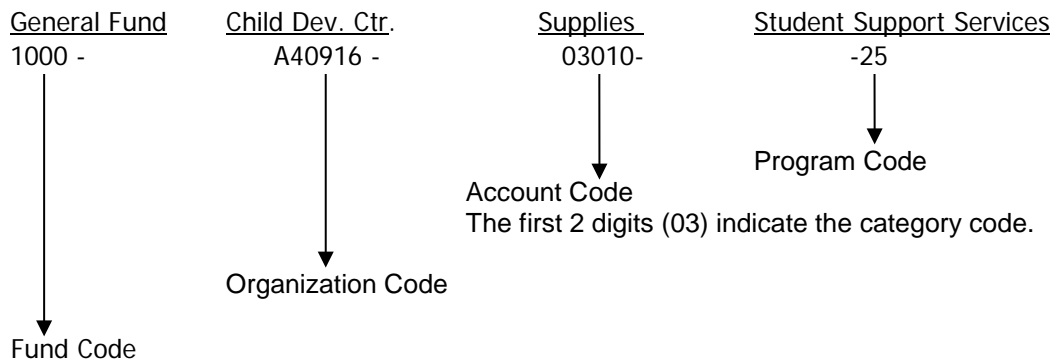 General Fund Child Dev. Ctr. Supplies Student Support Services
1000 - A40916 - 03010- -25
Program Code
Account Code
The first 2 digits (03) indicate the category code.
Organization Code
Fund Code